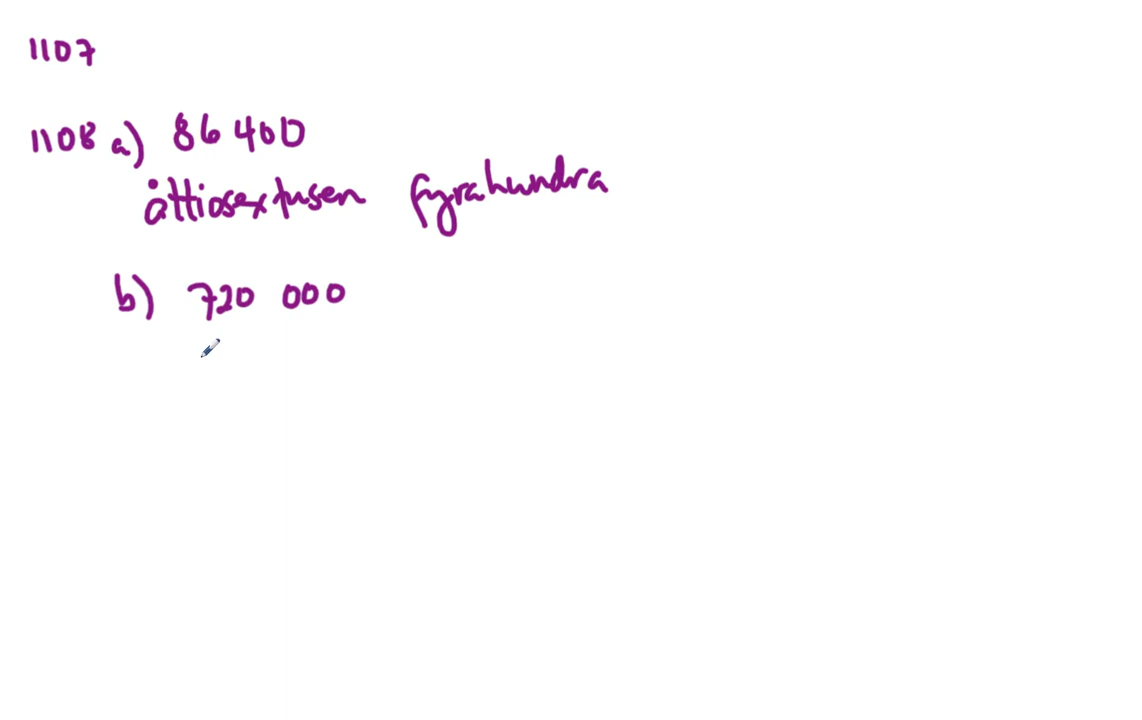 1107
1108 a) 86 400
åttiosextusen fyrahundra
b) 720 000